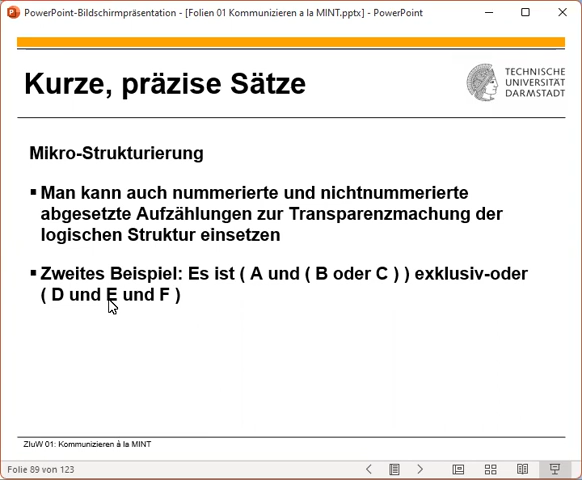 PowerPoint-Bildschirmpräsentation - [Folien 01 Kommunizieren a la MINT.pptx] - PowerPoint
Kurze, präzise Sätze
TECHNISCHE
UNIVERSITÄT
DARMSTADT
Mikro-Strukturierung
▪ Man kann auch nummerierte und nichtnummerierte
abgesetzte Aufzählungen zur Transparenzmachung der
logischen Struktur einsetzen
▪ Zweites Beispiel: Es ist ( A und ( B oder C ) ) exklusiv-oder
( D und E und F )
ZIuW 01: Kommunizieren à la MINT
Folie 89 von 123